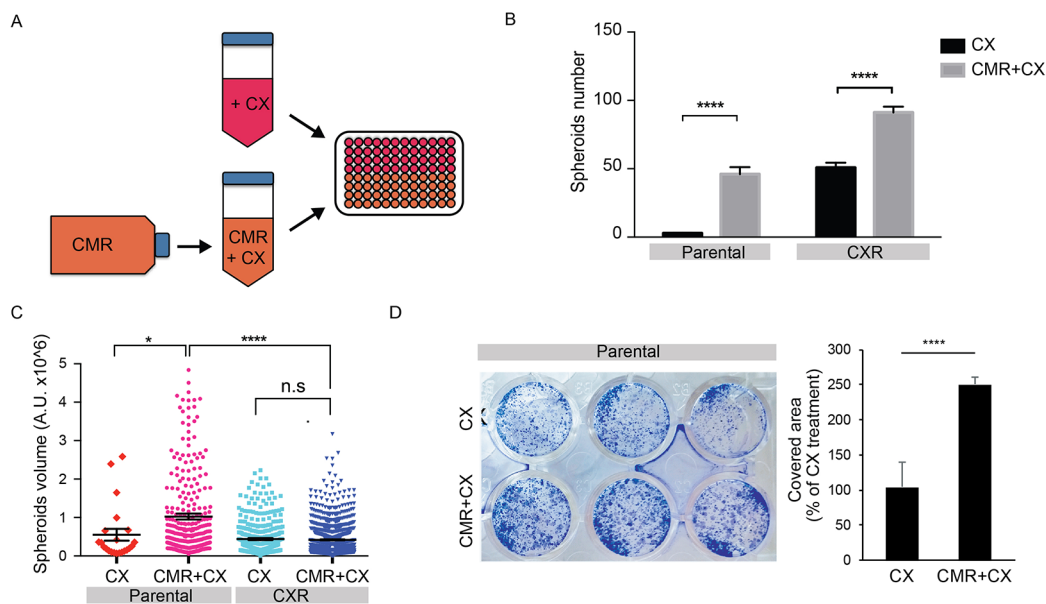 A
+ CX
CMR
CMR
+ CX
B
Spheroids number
150
100
50
0
****
****
Parental
CXR
CX
CMR+CX
C
Spheroids volume (A.U. x10^6)
5
4
3
2
1
0
*
****
n.s
CX
CMR+CX
CX
CMR+CX
Parental
CXR
D
Parental
CX
CMR+CX
Covered area
(% of CX treatment)
300
250
200
150
100
50
0
****
CX
CMR+CX